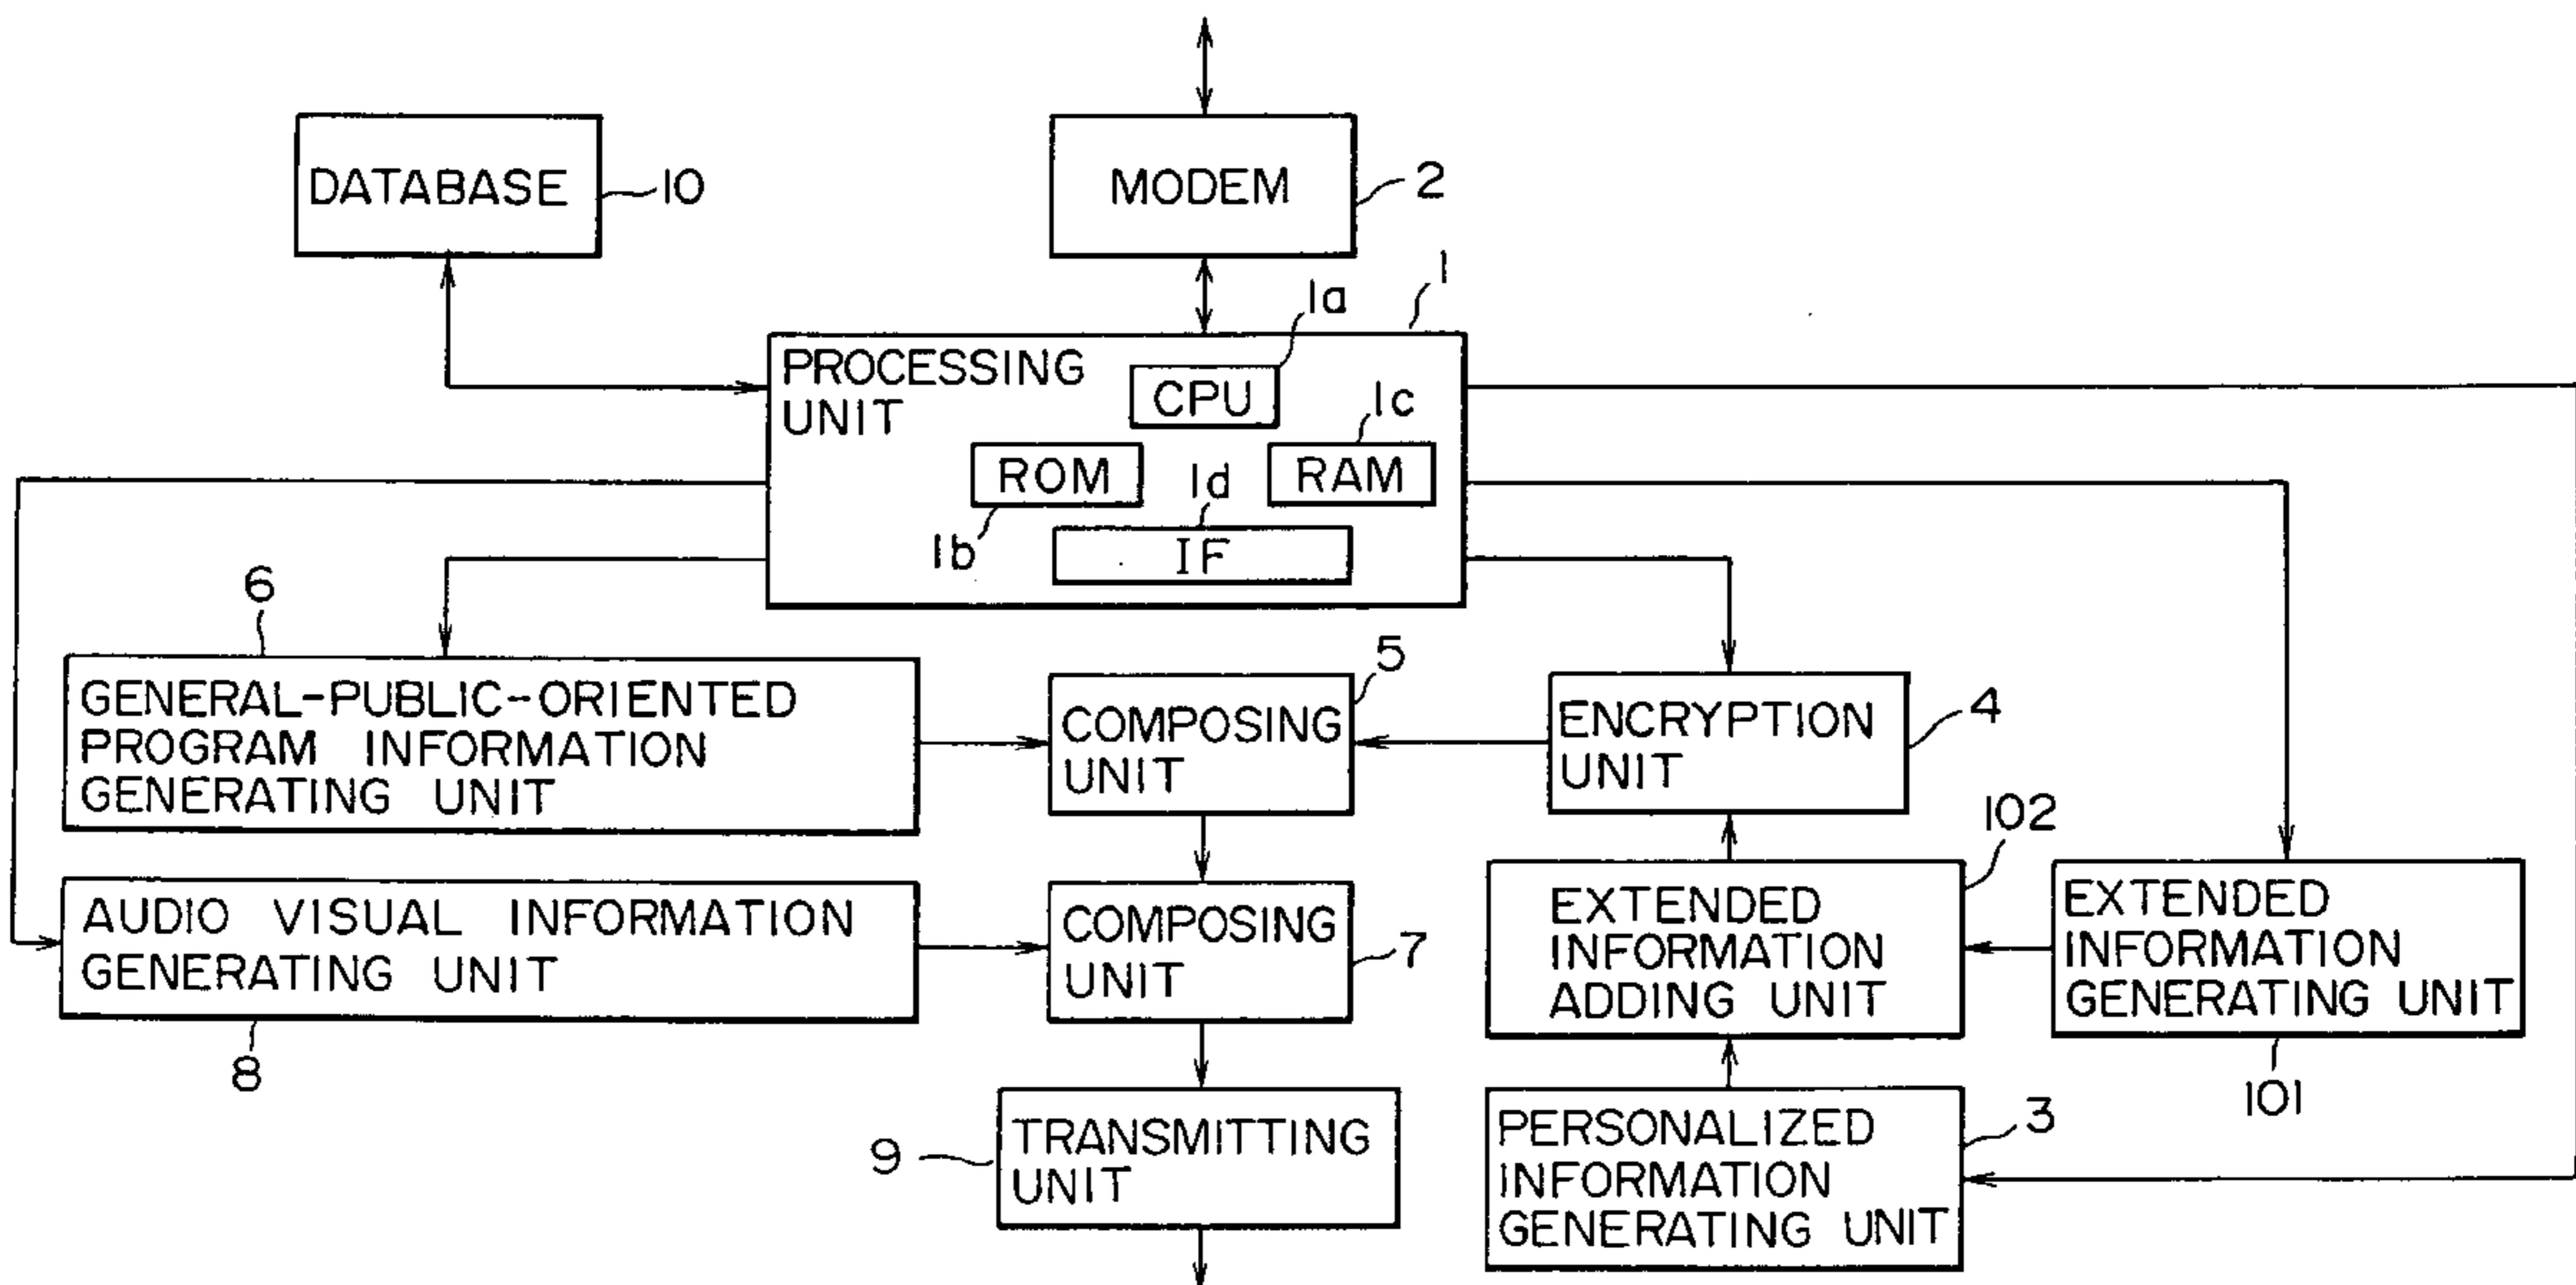 DATABASE
10
MODEM
2
1
PROCESSING
UNIT
1a
CPU
1c
ROM
1d
RAM
1b
IF
6
GENERAL-PUBLIC-ORIENTED
PROGRAM INFORMATION
GENERATING UNIT
5
COMPOSING
UNIT
ENCRYPTION
UNIT
4
102
AUDIO VISUAL INFORMATION
GENERATING UNIT
8
COMPOSING
UNIT
7
EXTENDED
INFORMATION
ADDING UNIT
EXTENDED
INFORMATION
GENERATING UNIT
101
9
TRANSMITTING
UNIT
PERSONALIZED
INFORMATION
GENERATING UNIT
3